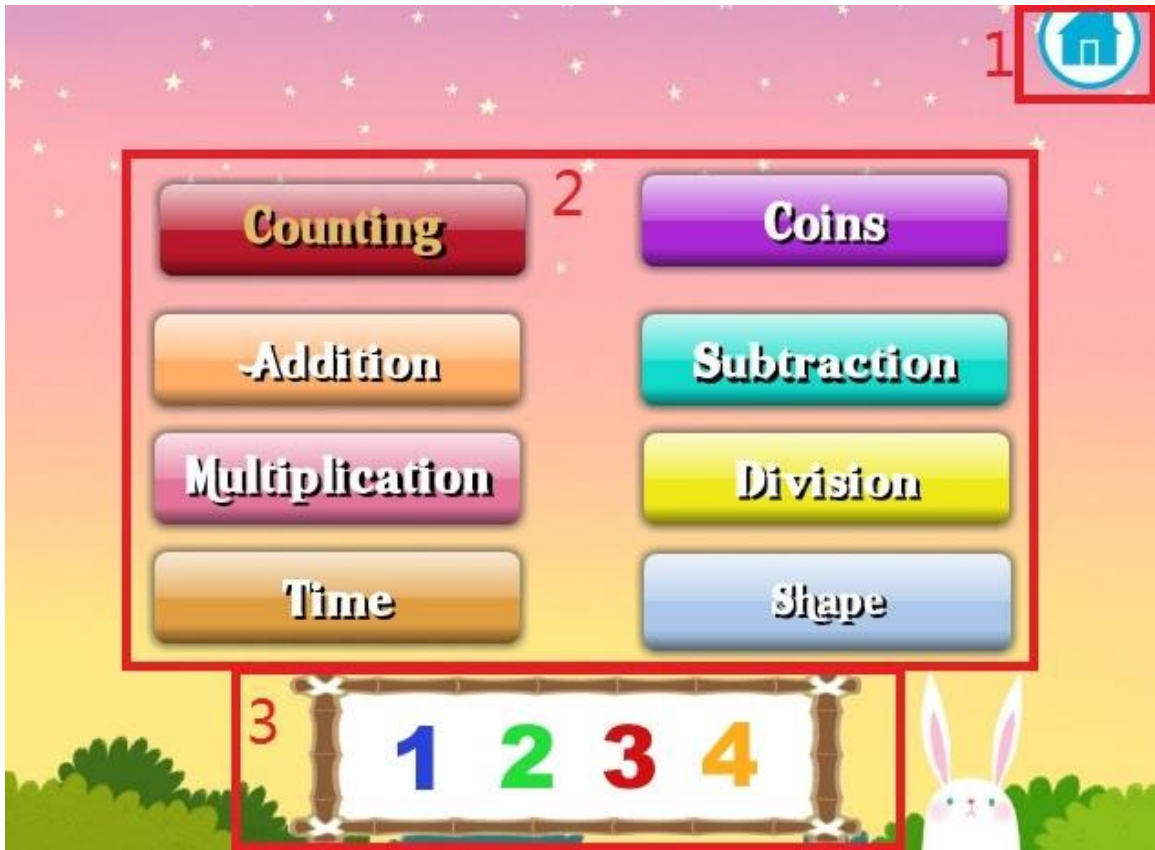 1
2
Counting
Coins
Addition
Subtraction
Multiplication
Division
Time
Shape
3
1 2 3 4